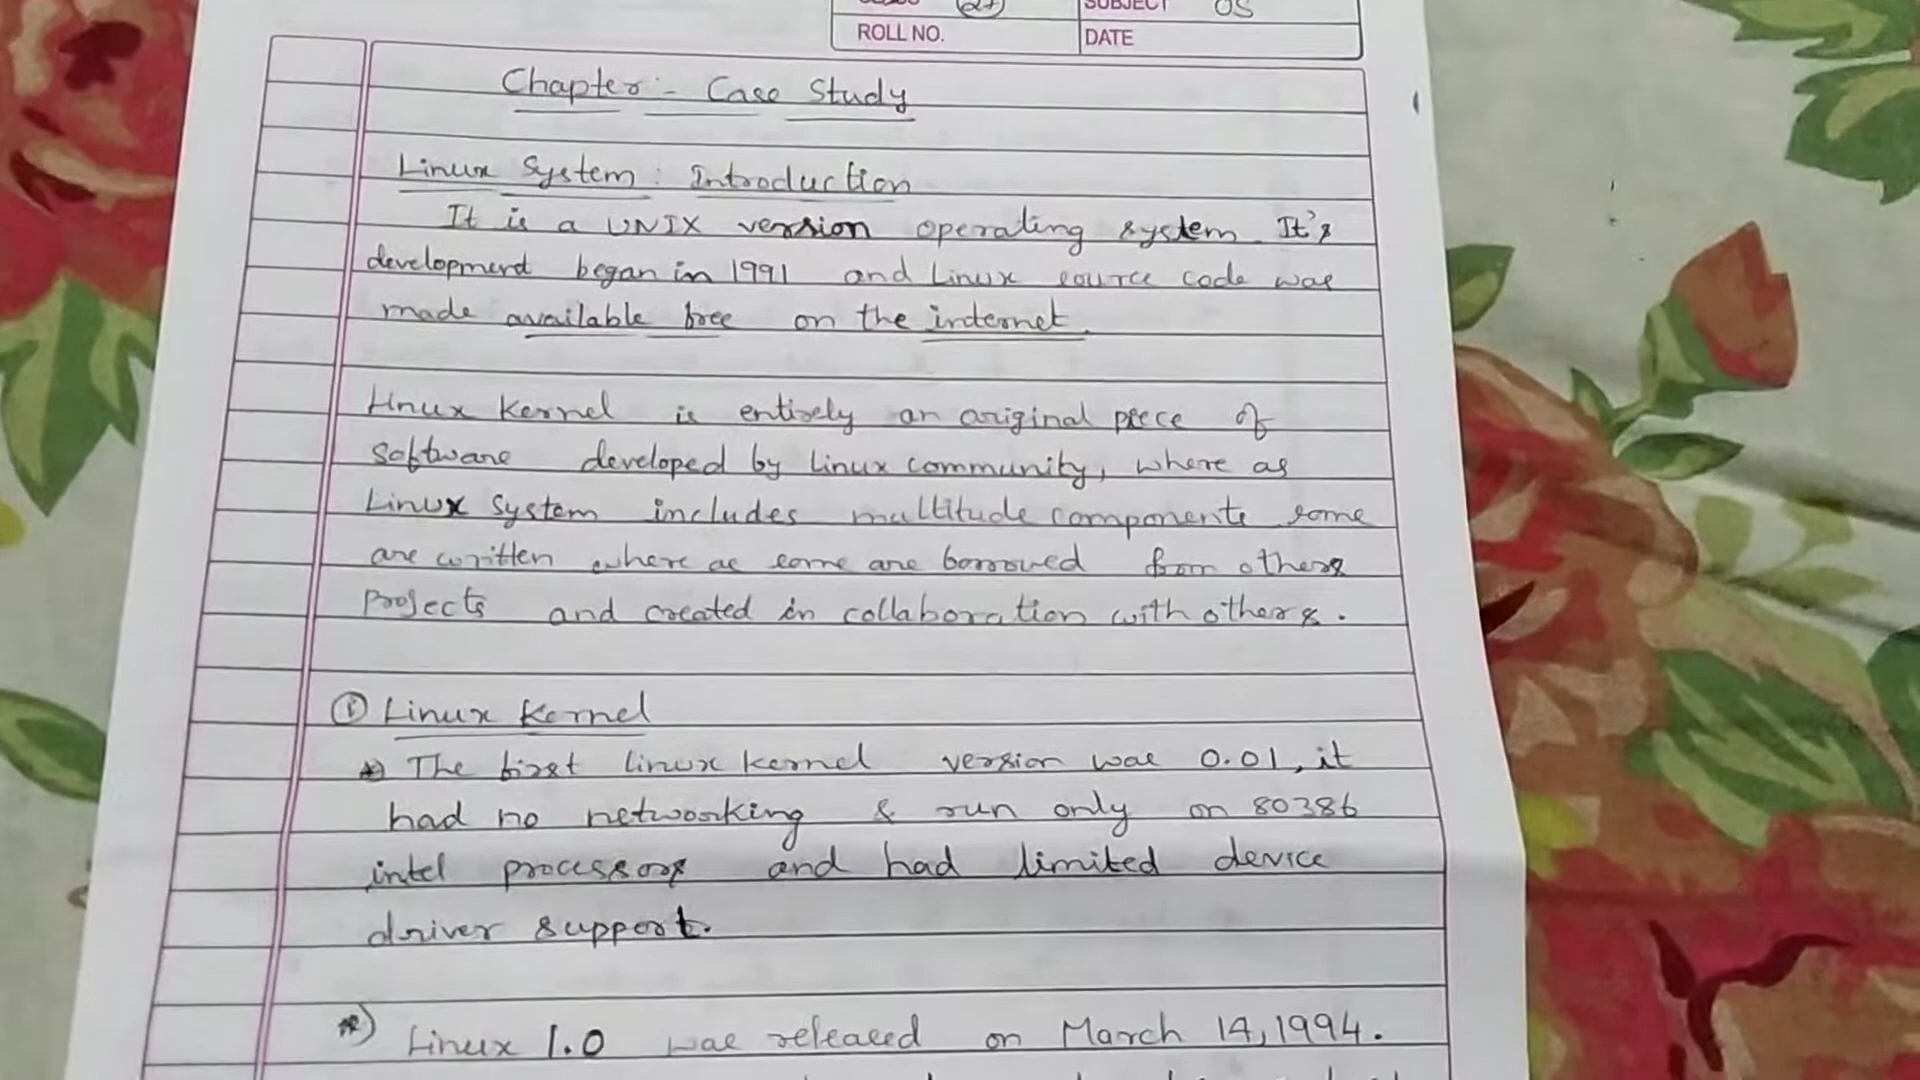 SUBJECT OS
ROLL NO. DATE
Chapter - Case Study
Linux System : Introduction
It is a UNIX version operating system. It's
development began in 1991 and Linux source code was
made available free on the internet.
Linux Kernel is entirely an original piece of
software developed by Linux community, where as
Linux System includes multitude components some
are written where as some are borrowed from others
Projects and created in collaboration with others.
① Linux Kernel
*) The first linux kernel version was 0.01, it
had no networking & run only on 80386
intel processors and had limited device
driver support.
*) Linux 1.0 was released on March 14, 1994.